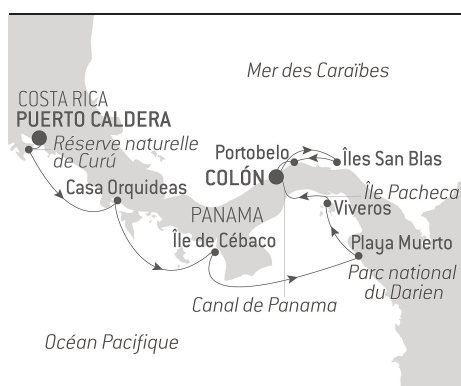 Mer des Caraïbes
COSTA RICA
PUERTO CALDERA
Réserve naturelle
de Curú
Portobelo
Îles San Blas
COLÓN
Casa Orquideas
Île Pacheca
PANAMA
Viveros
Île de Cébaco
Playa Muerto
Parc national
du Darien
Canal de Panama
Océan Pacifique